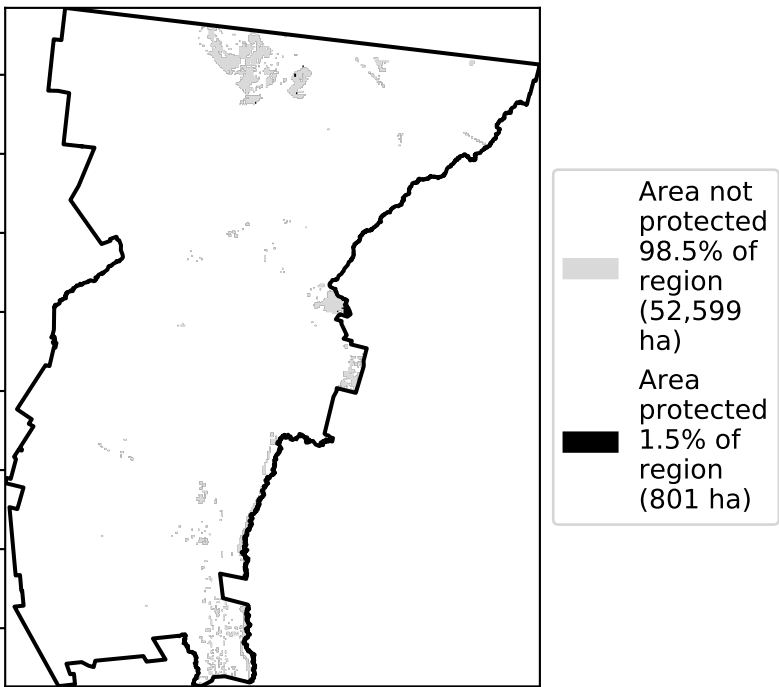 Area not
protected
98.5% of
region
(52,599
ha)
Area
protected
1.5% of
region
(801 ha)